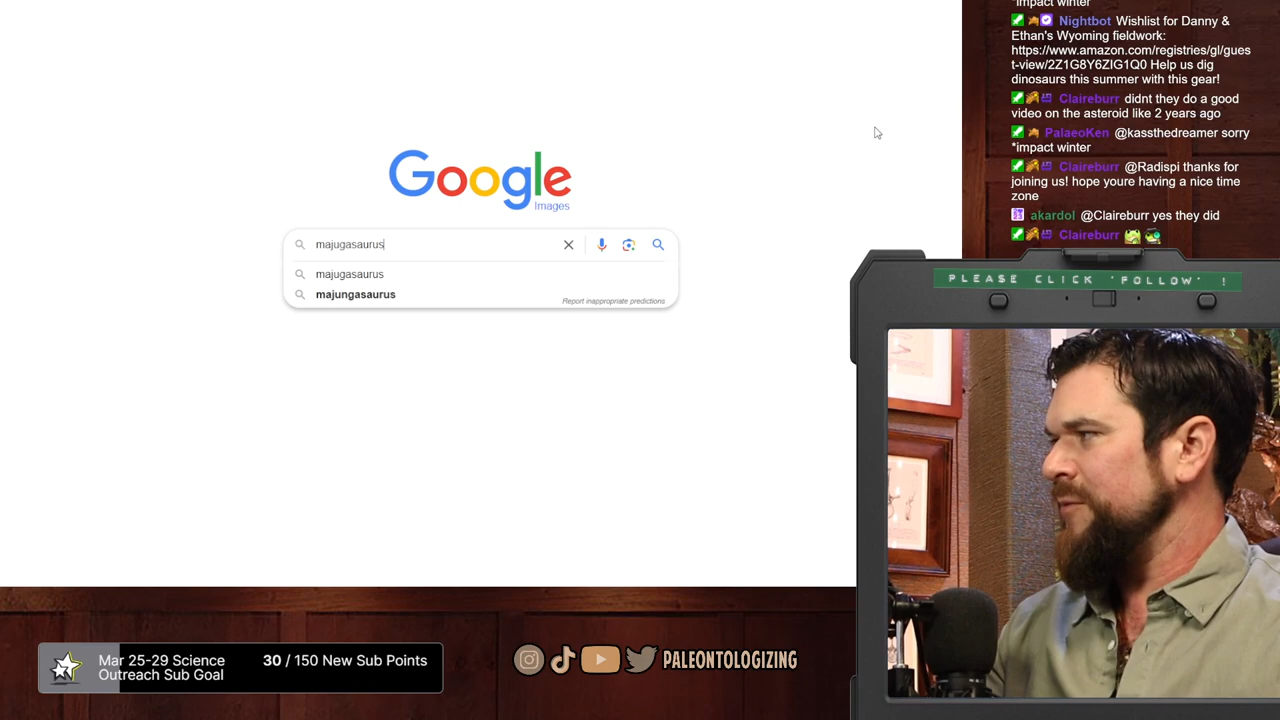 Google
Images
majugasaurus
majugasaurus
majungasaurus
Report inappropriate predictions
*impact winter
Nightbot Wishlist for Danny &
Ethan's Wyoming fieldwork:
https://www.amazon.com/registries/gl/gues
t-view/2Z1G8Y6ZIG1Q0 Help us dig
dinosaurs this summer with this gear!
Claireburr didnt they do a good
video on the asteroid like 2 years ago
PalaeoKen @kassthedreamer sorry
*impact winter
Claireburr @Radispi thanks for
joining us! hope youre having a nice time
zone
akardol @Claireburr yes they did
Claireburr
PLEASE CLICK 'FOLLOW' !
Mar 25-29 Science
Outreach Sub Goal
30 / 150 New Sub Points
PALEONTOLOGIZING